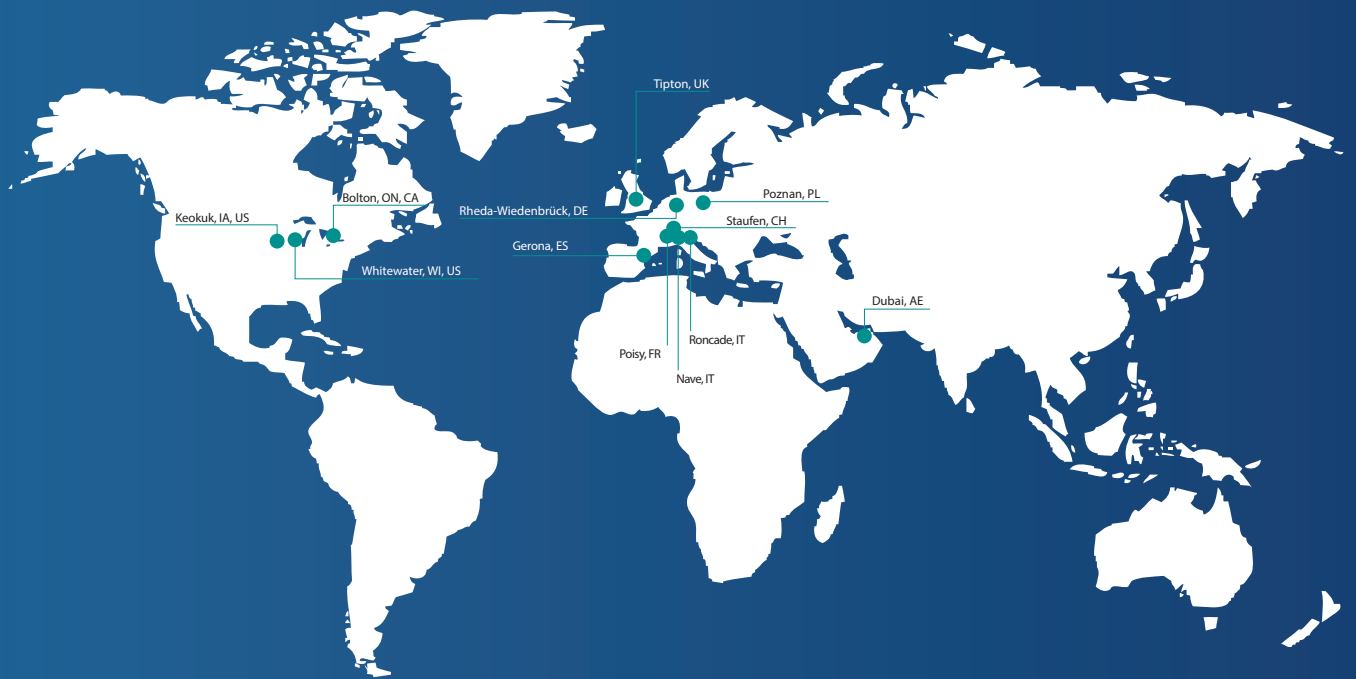 Tipton, UK
Poznan, PL
Bolton, ON, CA
Rheda-Wiedenbrück, DE
Keokuk, IA, US
Staufen, CH
Gerona, ES
Whitewater, WI, US
Dubai, AE
Roncade, IT
Poisy, FR
Nave, IT